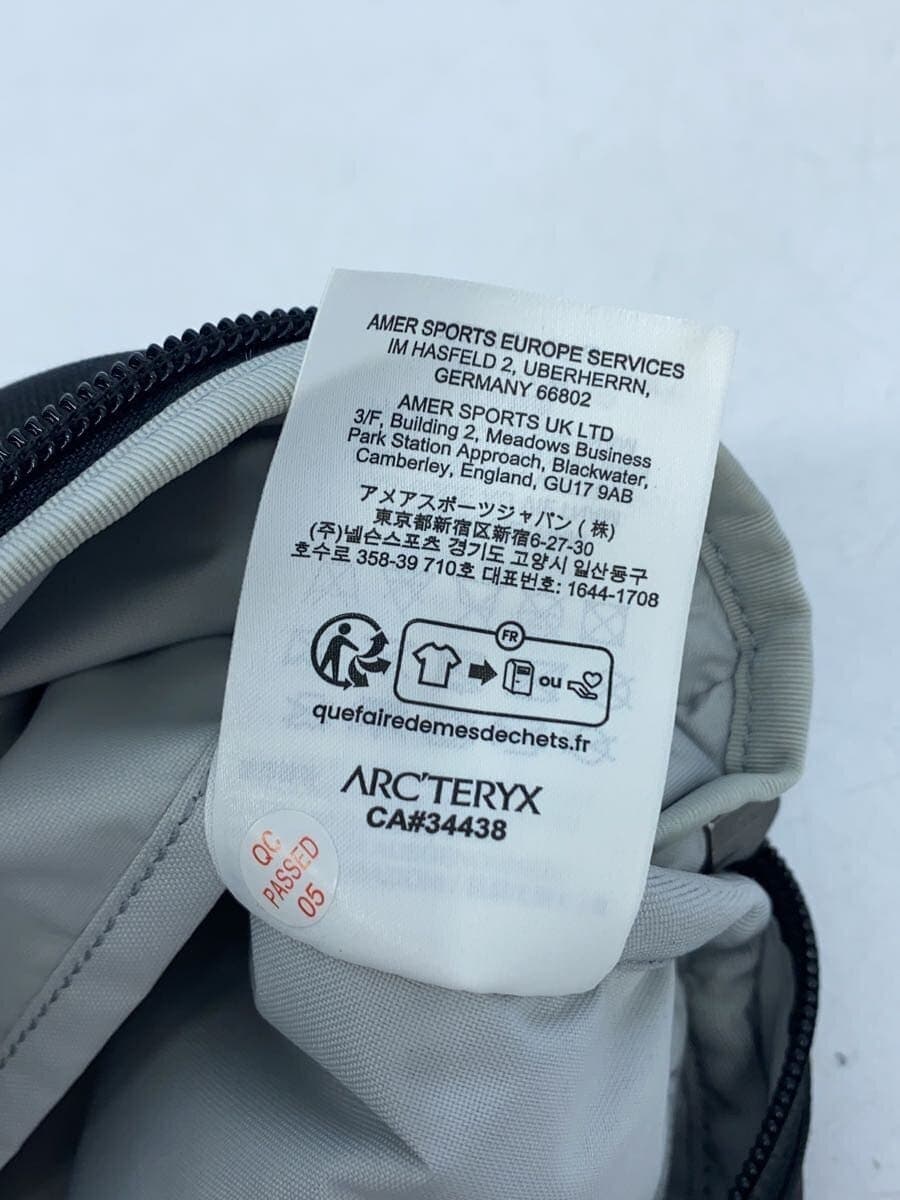 AMER SPORTS EUROPE SERVICES
IM HASFELD 2, UBERHERRN,
GERMANY 66802
AMER SPORTS UK LTD
3/F, Building 2, Meadows Business
Park Station Approach, Blackwater,
Camberley, England, GU17 9AB
アメアスポーツジャパン (株)
東京都新宿区新宿6-27-30
(주)넬슨스포츠 경기도 고양시 일산동구
호수로 358-39 710호 대표번호: 1644-1708
FR
ou
quefairedemesdechets.fr
ARC'TERYX
CA#34438
QC
PASSED
05